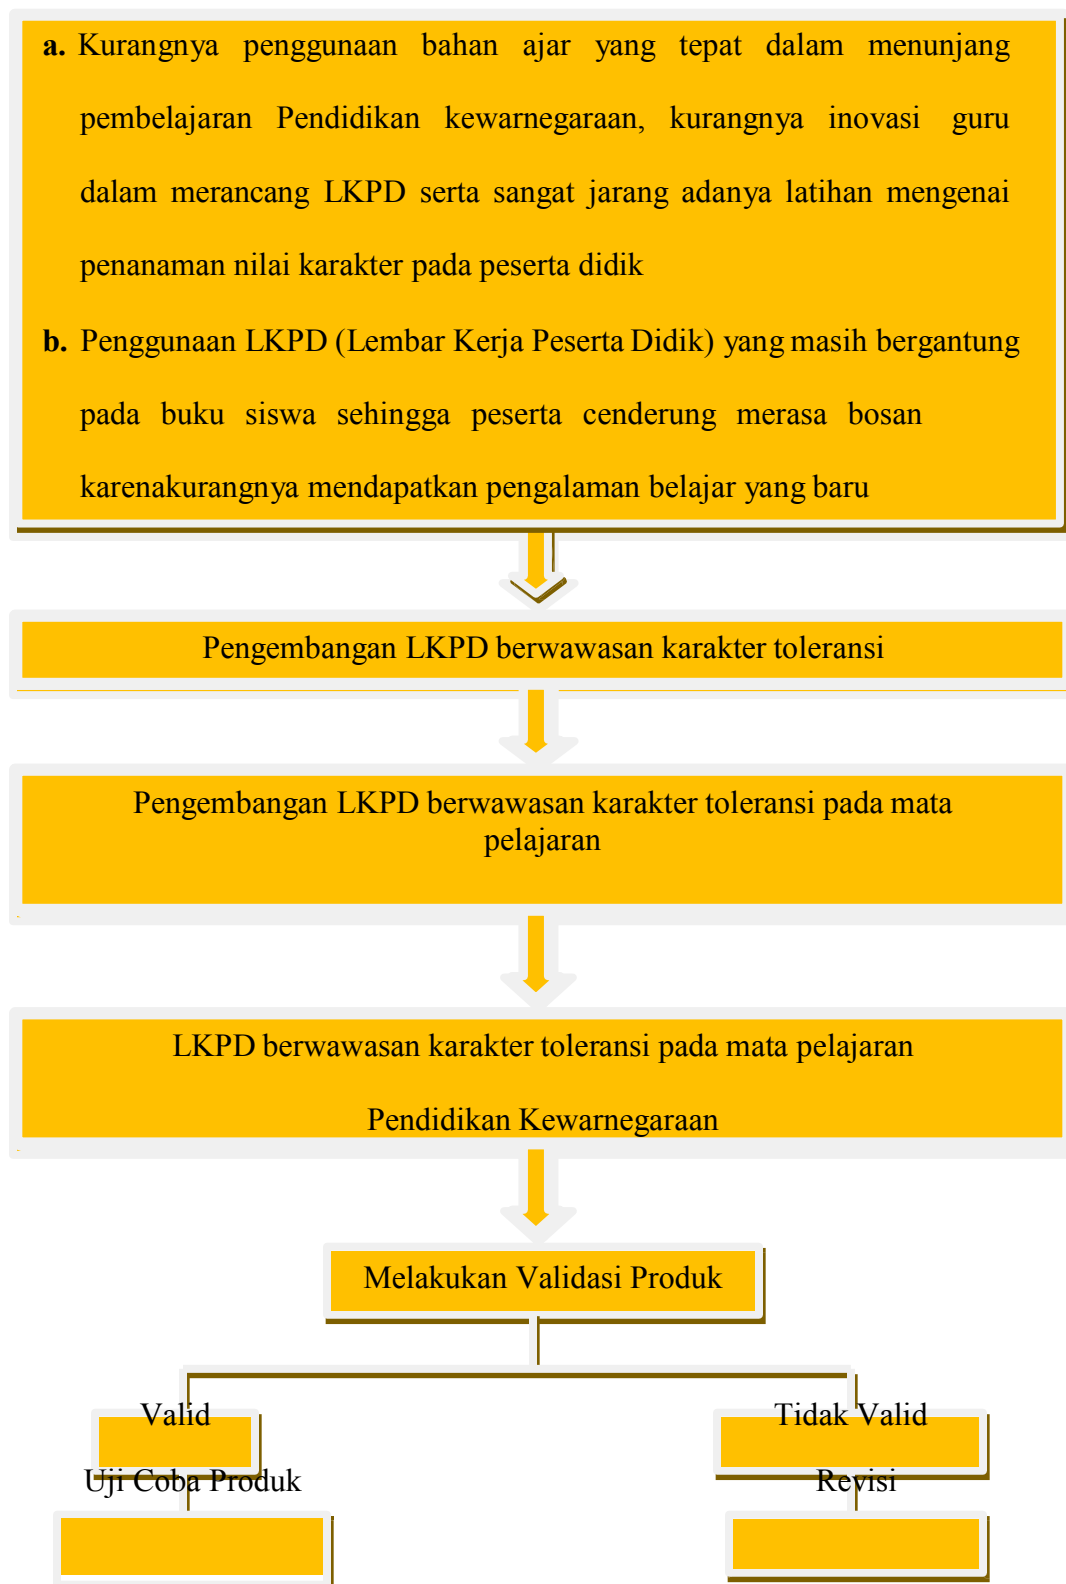 a. Kurangnya penggunaan bahan ajar yang tepat dalam menunjang
pembelajaran Pendidikan kewarnegaraan, kurangnya inovasi guru
dalam merancang LKPD serta sangat jarang adanya latihan mengenai
penanaman nilai karakter pada peserta didik
b. Penggunaan LKPD (Lembar Kerja Peserta Didik) yang masih bergantung
pada buku siswa sehingga peserta cenderung merasa bosan
karenakurangnya mendapatkan pengalaman belajar yang baru
Pengembangan LKPD berwawasan karakter toleransi
Pengembangan LKPD berwawasan karakter toleransi pada mata
pelajaran
LKPD berwawasan karakter toleransi pada mata pelajaran
Pendidikan Kewarnegaraan
Melakukan Validasi Produk
Valid
Tidak Valid
Uji Coba Produk
Revisi